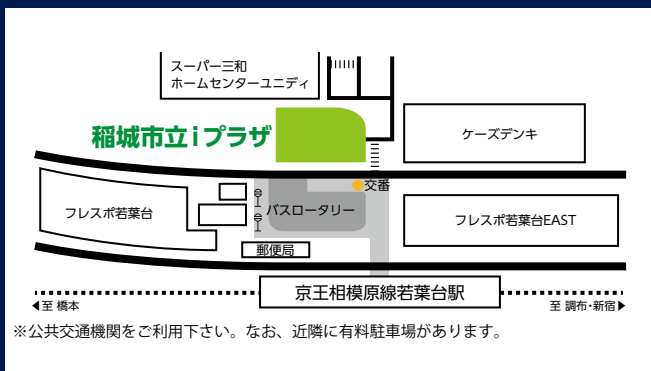 スーパー三和
ホームセンターユニディ
稲城市立iプラザ
ケーズデンキ
交番
フレスポ若葉台
バスロータリー
フレスポ若葉台EAST
郵便局
京王相模原線若葉台駅
◀至 橋本
至 調布・新宿▶
※公共交通機関をご利用下さい。なお、近隣に有料駐車場があります。